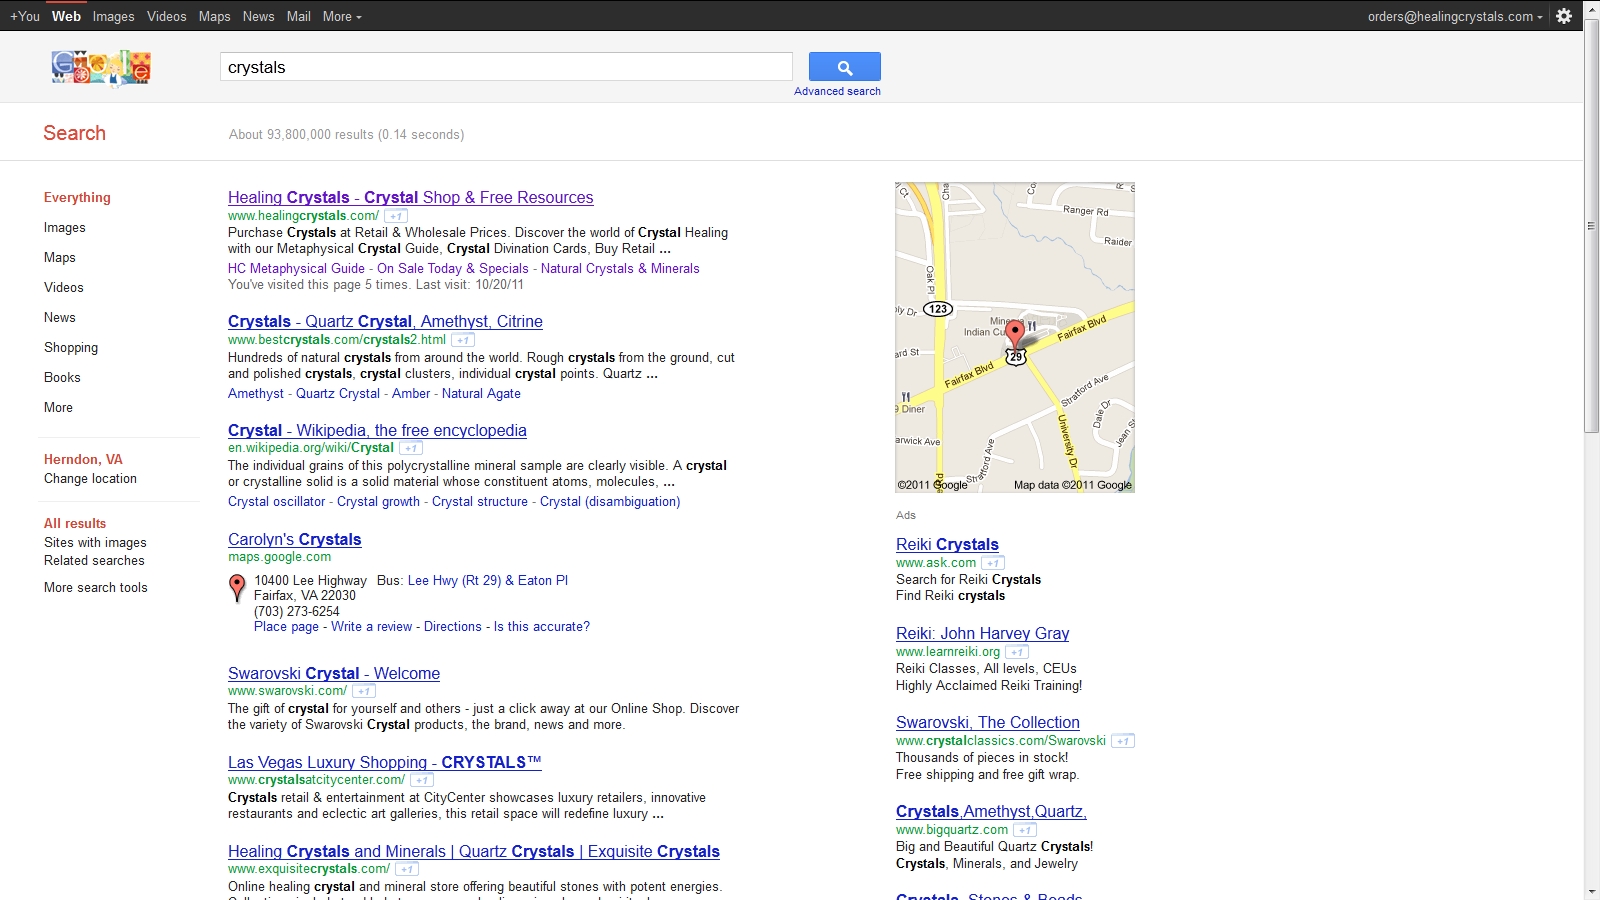 +You Web Images Videos Maps News Mail More
orders@healingcrystals.com
Google
crystals
Advanced search
Search
About 93,800,000 results (0.14 seconds)
Everything
Images
Maps
Videos
News
Shopping
Books
More
Herndon, VA
Change location
All results
Sites with images
Related searches
More search tools
Healing Crystals - Crystal Shop & Free Resources
www.healingcrystals.com/ +1
Purchase Crystals at Retail & Wholesale Prices. Discover the world of Crystal Healing
with our Metaphysical Crystal Guide, Crystal Divination Cards, Buy Retail ...
HC Metaphysical Guide - On Sale Today & Specials - Natural Crystals & Minerals
You've visited this page 5 times. Last visit: 10/20/11
Crystals - Quartz Crystal, Amethyst, Citrine
www.bestcrystals.com/crystals2.html +1
Hundreds of natural crystals from around the world. Rough crystals from the ground, cut
and polished crystals, crystal clusters, individual crystal points. Quartz ...
Amethyst - Quartz Crystal - Amber - Natural Agate
Crystal - Wikipedia, the free encyclopedia
en.wikipedia.org/wiki/Crystal +1
The individual grains of this polycrystalline mineral sample are clearly visible. A crystal
or crystalline solid is a solid material whose constituent atoms, molecules, ...
Crystal oscillator - Crystal growth - Crystal structure - Crystal (disambiguation)
Carolyn's Crystals
maps.google.com
10400 Lee Highway Bus: Lee Hwy (Rt 29) & Eaton Pl
Fairfax, VA 22030
(703) 273-6254
Place page - Write a review - Directions - Is this accurate?
Swarovski Crystal - Welcome
www.swarovski.com/ +1
The gift of crystal for yourself and others - just a click away at our Online Shop. Discover
the variety of Swarovski Crystal products, the brand, news and more.
Las Vegas Luxury Shopping - CRYSTALS™
www.crystalsatcitycenter.com/ +1
Crystals retail & entertainment at CityCenter showcases luxury retailers, innovative
restaurants and eclectic art galleries, this retail space will redefine luxury ...
Healing Crystals and Minerals | Quartz Crystals | Exquisite Crystals
www.exquisitecrystals.com/ +1
Online healing crystal and mineral store offering beautiful stones with potent energies.
Ranger Rd
Raider
Oak Pl
123
Indian
29
Fairfax Blvd
Fairfax Blvd
Stratford Ave
9 Diner
University Dr
Dale Dr
Jean S
arwick Ave
Stratford Ave
©2011 Google Map data ©2011 Google
Ads
Reiki Crystals
www.ask.com +1
Search for Reiki Crystals
Find Reiki crystals
Reiki: John Harvey Gray
www.learnreiki.org +1
Reiki Classes, All levels, CEUs
Highly Acclaimed Reiki Training!
Swarovski, The Collection
www.crystalclassics.com/Swarovski +1
Thousands of pieces in stock!
Free shipping and free gift wrap.
Crystals,Amethyst,Quartz,
www.bigquartz.com +1
Big and Beautiful Quartz Crystals!
Crystals, Minerals, and Jewelry
Crystals, Stones & Beads